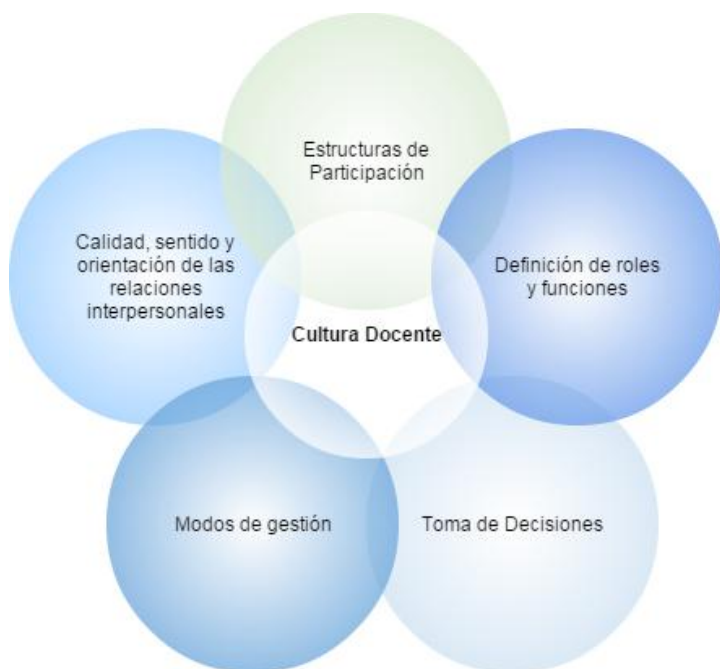 Estructuras de
Participación
Calidad, sentido y
orientación de las
relaciones
interpersonales
Definición de roles
y funciones
Cultura Docente
Modos de gestión
Toma de Decisiones